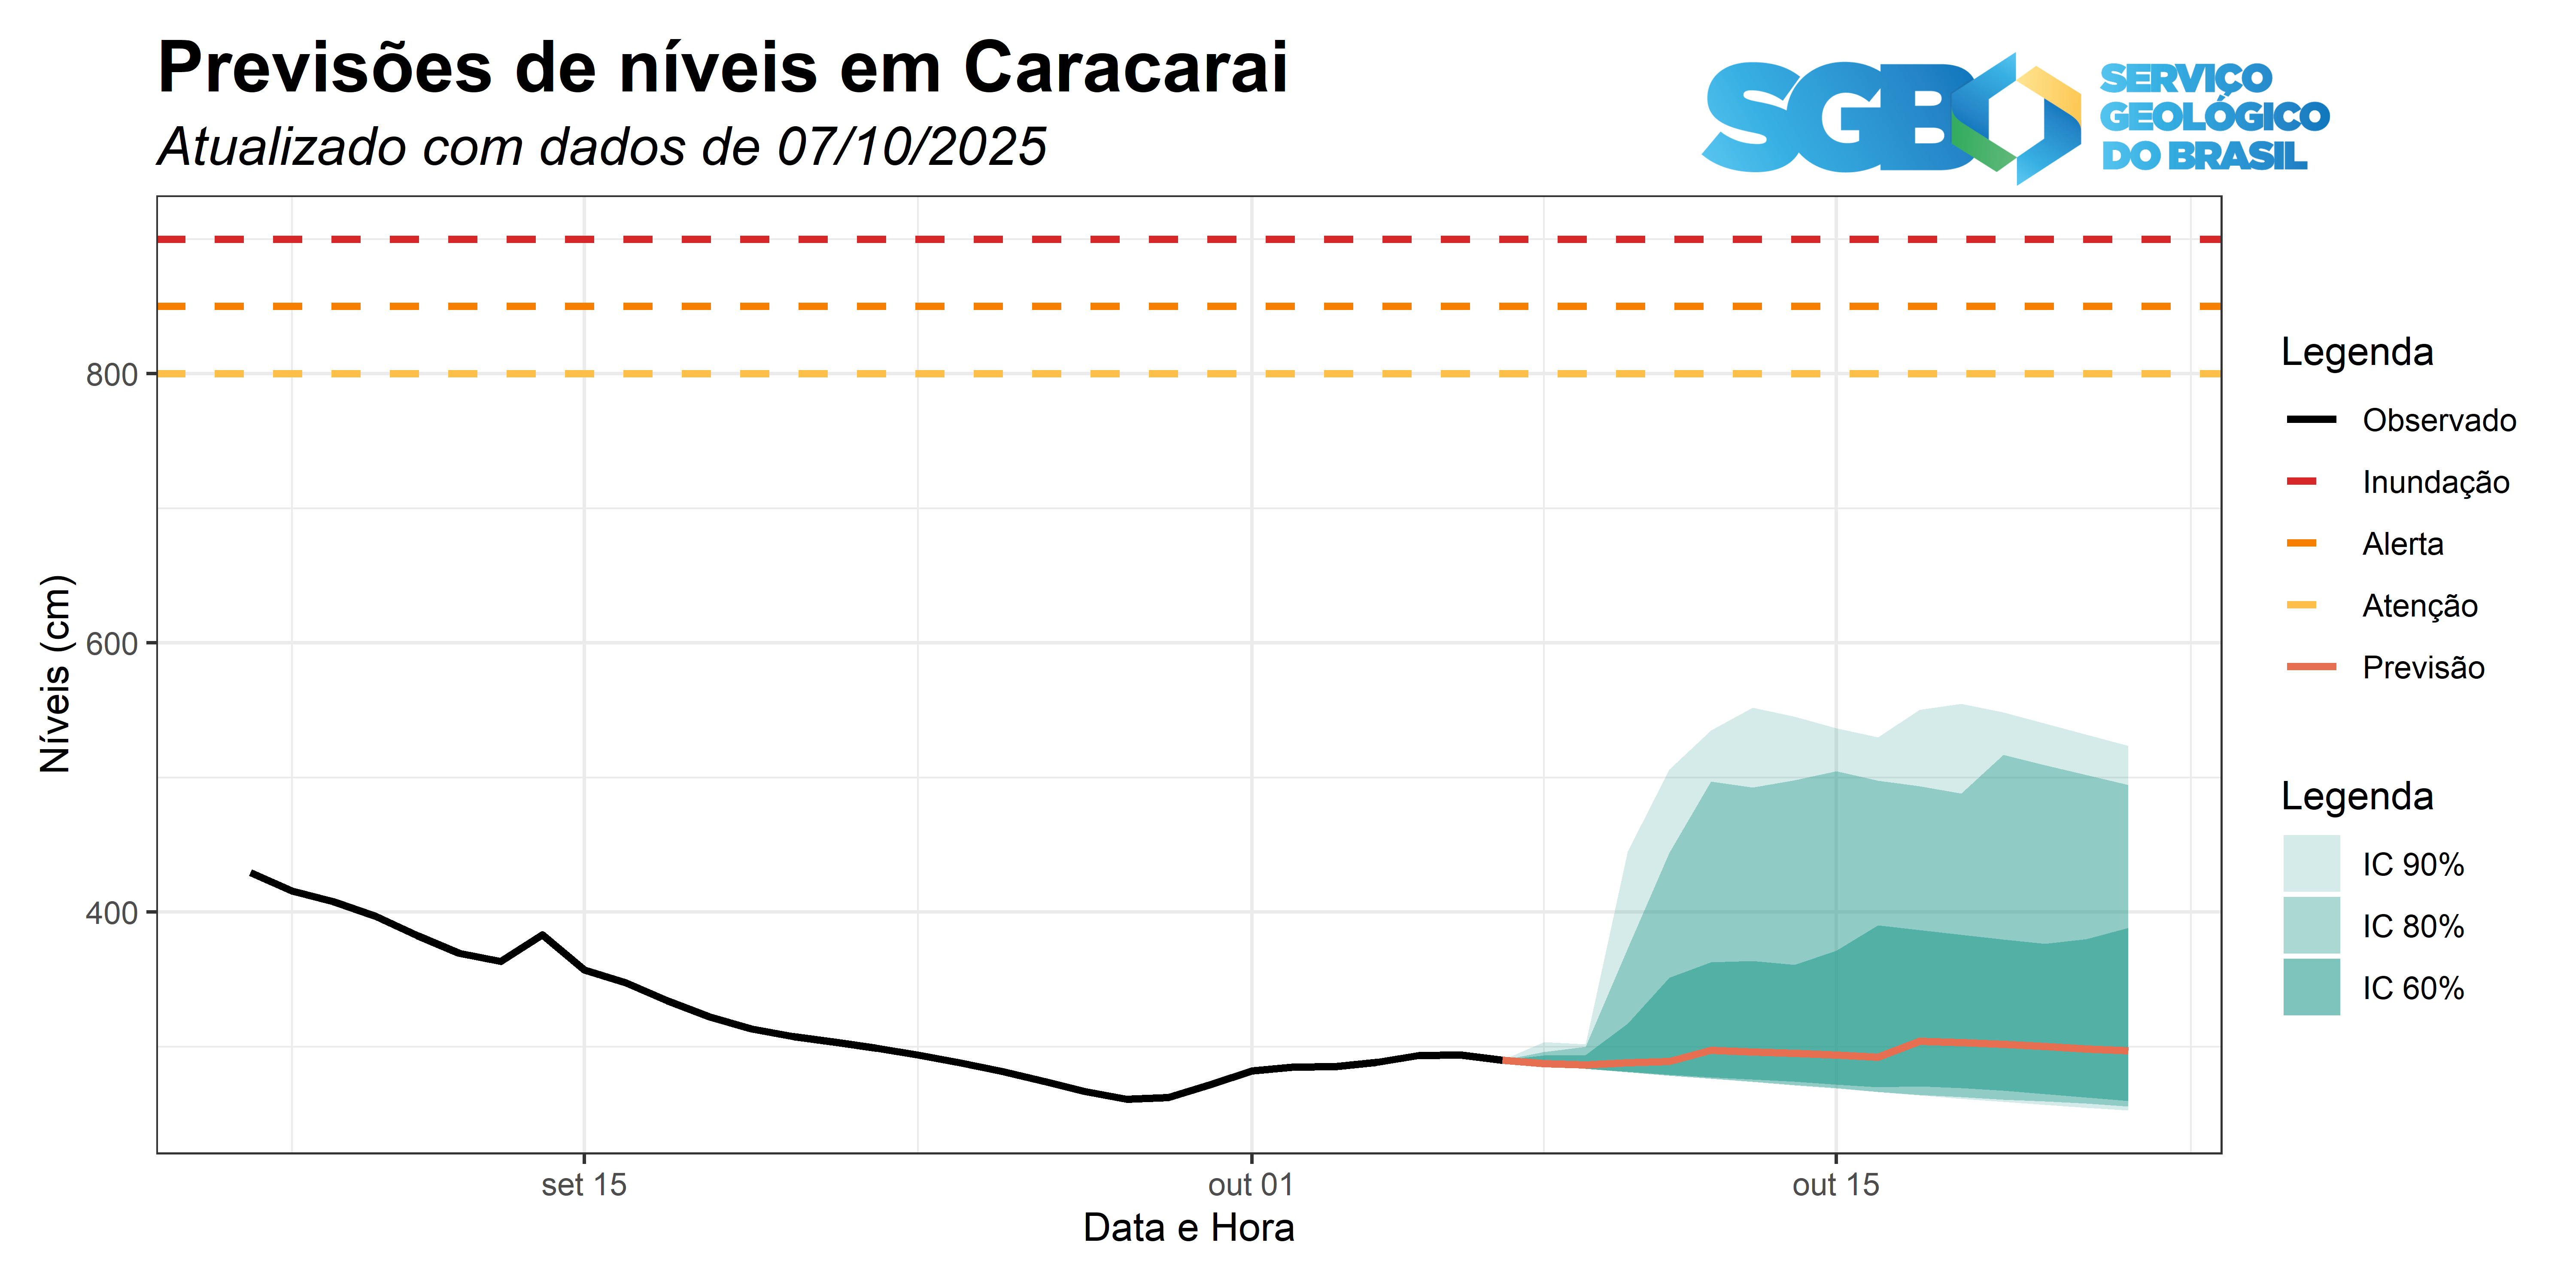 Previsões de níveis em Caracarai
Atualizado com dados de 07/10/2025
SGB
SERVIÇO
GEOLÓGICO
DO BRASIL
Níveis (cm)
800
600
400
set 15
out 01
out 15
Data e Hora
Legenda
Observado
Inundação
Alerta
Atenção
Previsão
Legenda
IC 90%
IC 80%
IC 60%